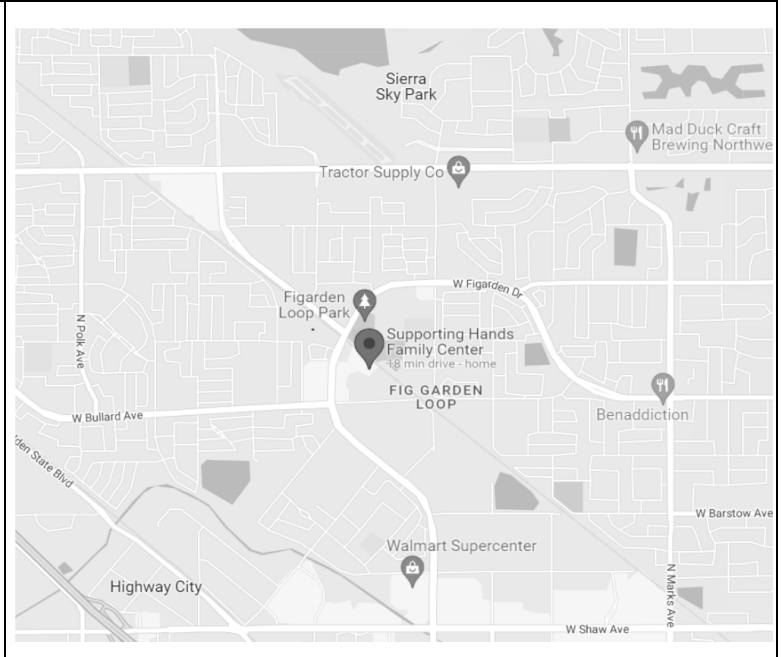 Sierra
Sky Park
Mad Duck Craft
Brewing Northwe
Tractor Supply Co
W Figarden Dr
Figarden
Loop Park
N Polk Ave
Supporting Hands
Family Center
18 min drive - home
FIG GARDEN
LOOP
Benaddiction
W Bullard Ave
den State Blvd
W Barstow Ave
Walmart Supercenter
Highway City
N Marks Ave
W Shaw Ave